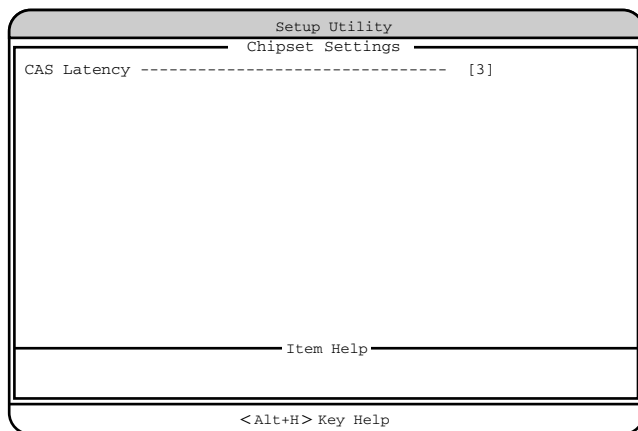 Setup Utility
Chipset Settings
CAS Latency -------------------------------- [3]
Item Help
<Alt+H> Key Help